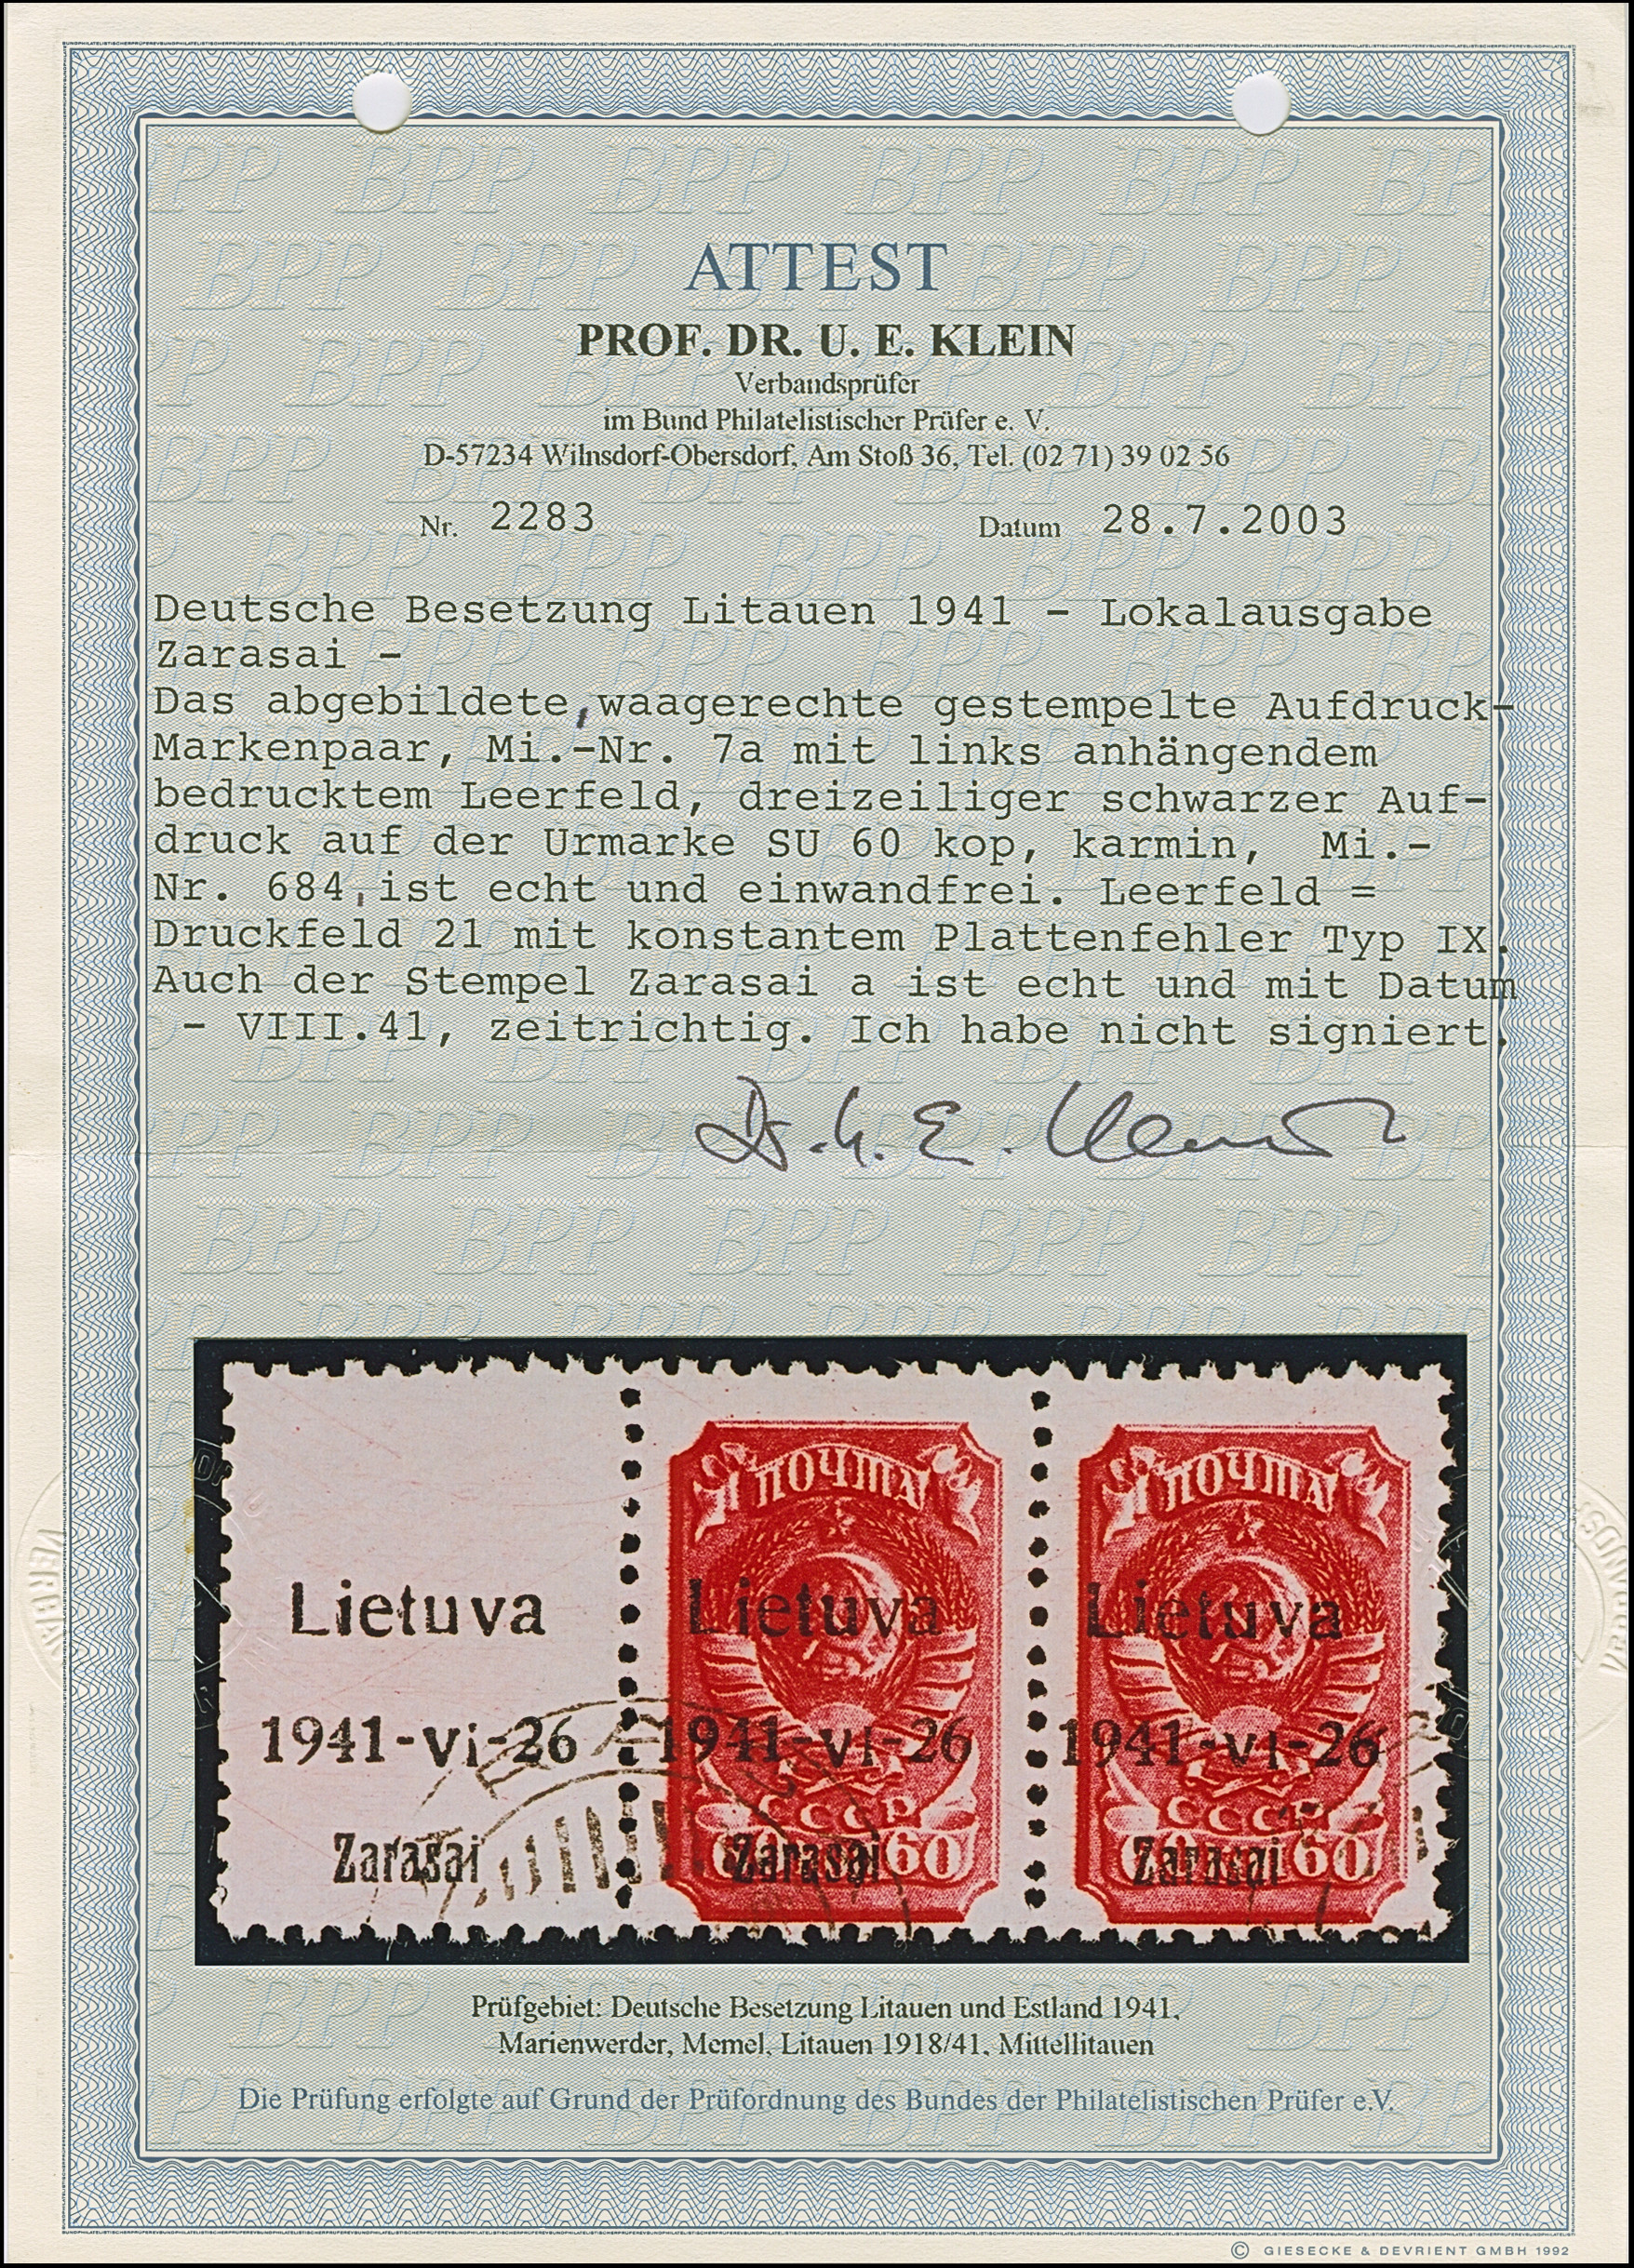 ATTEST
PROF. DR. U. E. KLEIN
Verbandsprüfer
im Bund Philatelistischer Prüfer e. V.
D-57234 Wilnsdorf-Obersdorf, Am Stoß 36, Tel. (02 71) 39 02 56
Nr. 2283 Datum 28.7.2003
Deutsche Besetzung Litauen 1941 - Lokalausgabe
Zarasai -
Das abgebildete, waagerechte gestempelte Aufdruck-
Markenpaar, Mi.-Nr. 7a mit links anhängendem
bedrucktem Leerfeld, dreizeiliger schwarzer Auf-
druck auf der Urmarke SU 60 kop, karmin, Mi.-
Nr. 684, ist echt und einwandfrei. Leerfeld =
Druckfeld 21 mit konstantem Plattenfehler Typ IX.
Auch der Stempel Zarasai a ist echt und mit Datum
- VIII.41, zeitrichtig. Ich habe nicht signiert.
Dr. U. E. Klein
ПОЧТА ПОЧТА
Lietuva Lietuva Lietuva
1941-vi-26 1941-vi-26 1941-vi-26
СССР СССР
Zarasai Zarasai 60 Zarasai 60
Prüfgebiet: Deutsche Besetzung Litauen und Estland 1941,
Marienwerder, Memel, Litauen 1918/41, Mittellitauen
Die Prüfung erfolgte auf Grund der Prüfordnung des Bundes der Philatelistischen Prüfer e.V.
© GIESECKE & DEVRIENT GMBH 1992